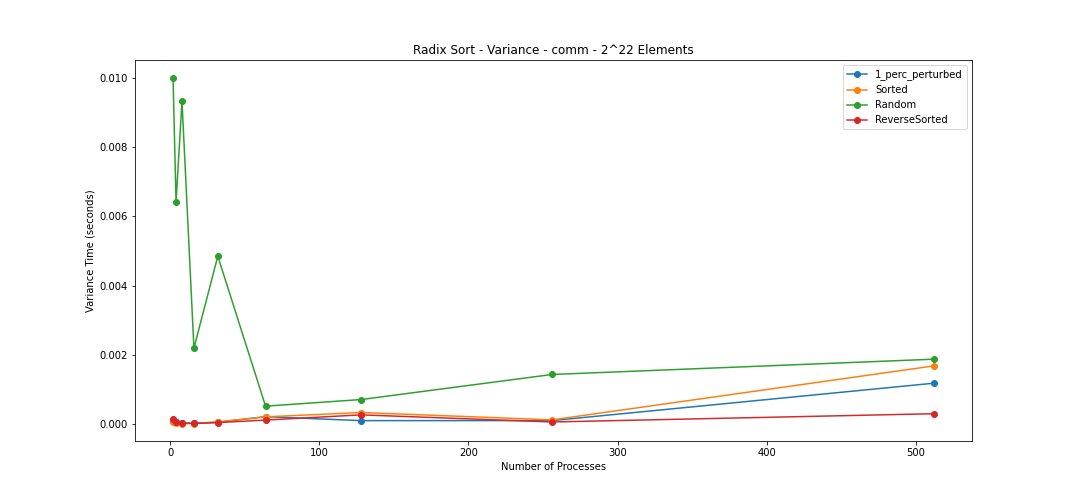 Radix Sort - Variance - comm - 2^22 Elements
1_perc_perturbed
Sorted
Random
ReverseSorted
Variance Time (seconds)
0.010
0.008
0.006
0.004
0.002
0.000
0 100 200 300 400 500
Number of Processes